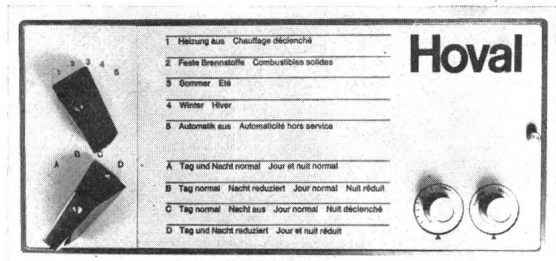 1 2 3 4 5
A B C D
1 Heizung aus Chauffage déclenché
2 Feste Brennstoffe Combustibles solides
3 Sommer Eté
4 Winter Hiver
5 Automatik aus Automaticité hors service
A Tag und Nacht normal Jour et nuit normal
B Tag normal Nacht reduziert Jour normal Nuit réduit
C Tag normal Nacht aus Jour normal Nuit déclenché
D Tag und Nacht reduziert Jour et nuit réduit
Hoval